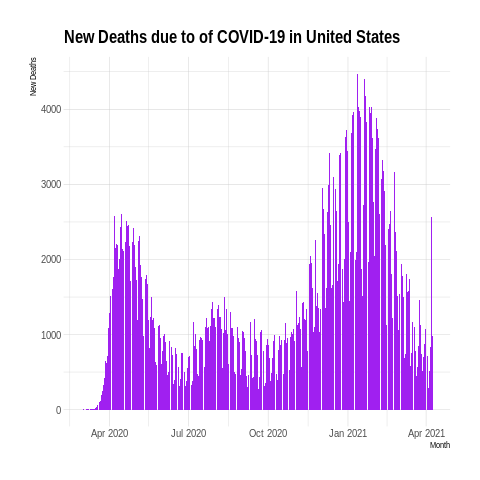 New Deaths due to of COVID-19 in United States
New Deaths
4000
3000
2000
1000
0
Apr 2020 Jul 2020 Oct 2020 Jan 2021 Apr 2021
Month